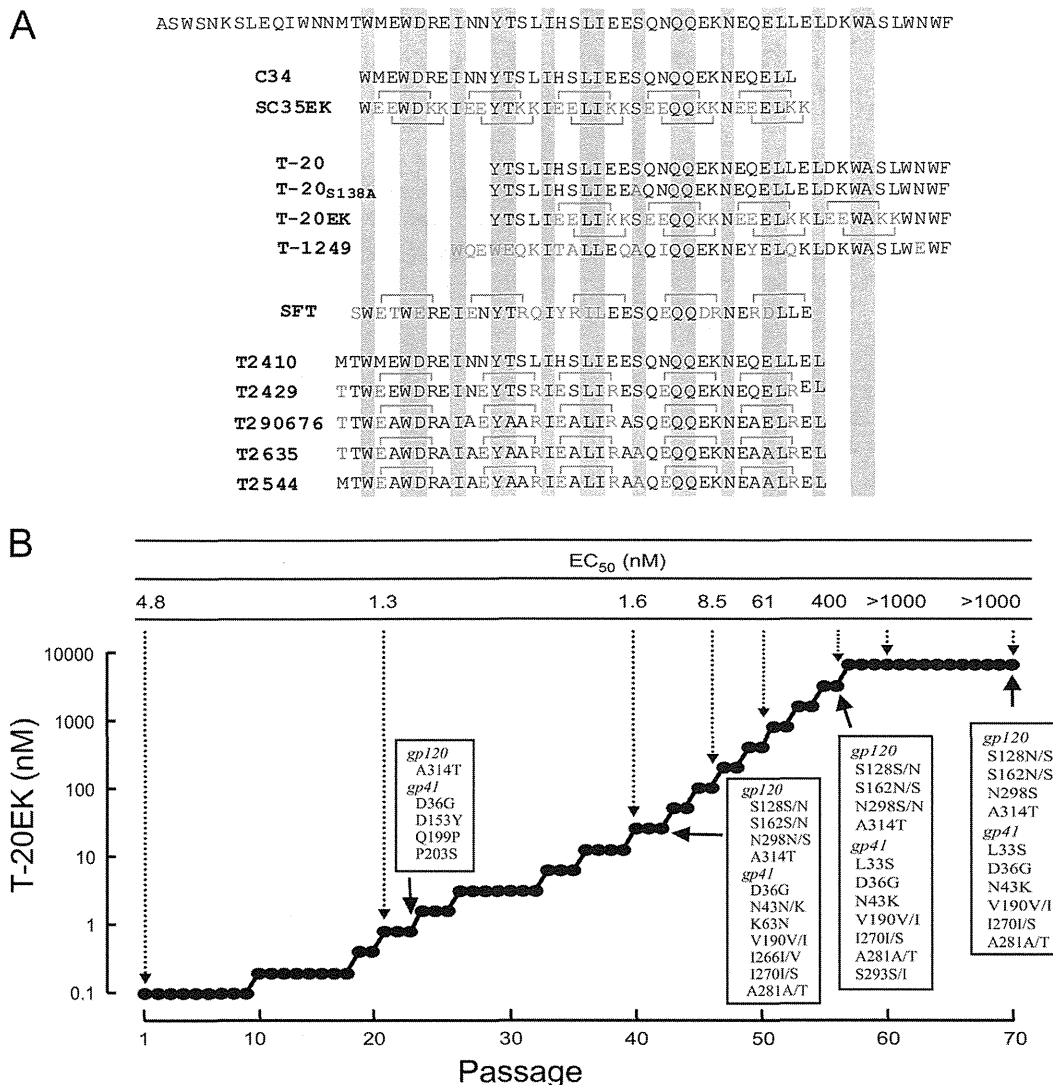 A
ASWSNKSLEQIWNNMTWMEWDREINNYTSLIHSLIEESQNQQEKNEQELLELDKWASLWNWF
C34 WMEWDREINNYTSLIHSLIEESQNQQEKNEQELL
SC35EK WEEWDKKIEEYTKKIEELIKKSEEQQKKNEEELKK
T-20 YTSLIHSLIEESQNQQEKNEQELLELDKWASLWNWF
T-20S138A YTSLIHSLIEEAQNQQEKNEQELLELDKWASLWNWF
T-20EK YTSLIEELIKKSEEQQKKNEEELKKLEEWAKKWNWF
T-1249 WQEWEQKITALLEQAQIQQEKNEYELQKLDKWASLWEWF
SFT SWETWEREIENYTRQIYRILEESQEQQDRNERDLLE
T2410 MTWMEWDREINNYTSLIHSLIEESQNQQEKNEQELLEL
T2429 TTWEEWDREINEYTSRIESLIRESQEQQEKNEQELREL
T290676 TTWEAWDRAIAEYAARIEALIRASQEQQEKNEAELREL
T2635 TTWEAWDRAIAEYAARIEALIRAAQEQQEKNEAALREL
T2544 MTWEAWDRAIAEYAARIEALIRAAQEQQEKNEAALREL
B
EC50 (nM)
4.8 1.3 1.6 8.5 61 400 >1000 >1000
T-20EK (nM)
10000
1000
100
10
1
0.1
gp120
A314T
gp41
D36G
D153Y
Q199P
P203S
gp120
S128S/N
S162S/N
N298N/S
A314T
gp41
D36G
N43N/K
K63N
V190V/I
I266I/V
I270I/S
A281A/T
gp120
S128S/N
S162N/S
N298S/N
A314T
gp41
L33S
D36G
N43K
V190V/I
I270I/S
A281A/T
S293S/I
gp120
S128N/S
S162N/S
N298S
A314T
gp41
L33S
D36G
N43K
V190V/I
I270I/S
A281A/T
1 10 20 30 40 50 60 70
Passage